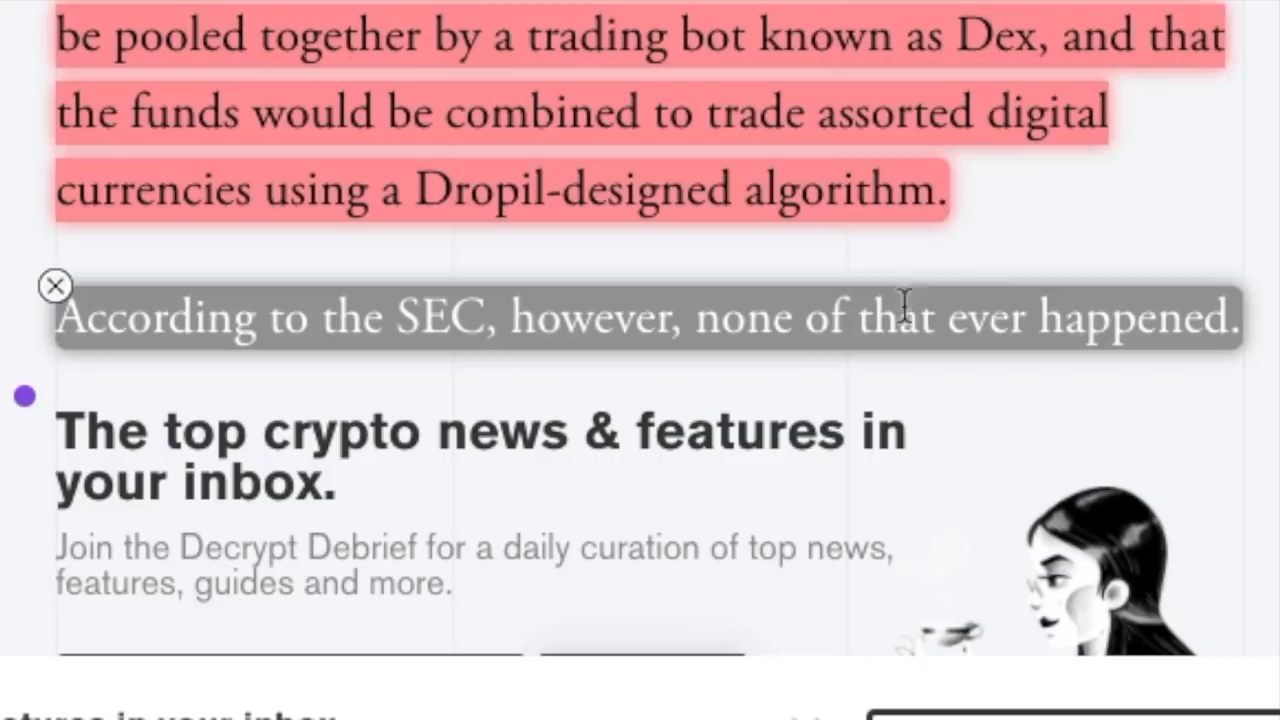 be pooled together by a trading bot known as Dex, and that
the funds would be combined to trade assorted digital
currencies using a Dropil-designed algorithm.
According to the SEC, however, none of that ever happened.
The top crypto news & features in
your inbox.
Join the Decrypt Debrief for a daily curation of top news,
features, guides and more.
in your inbox